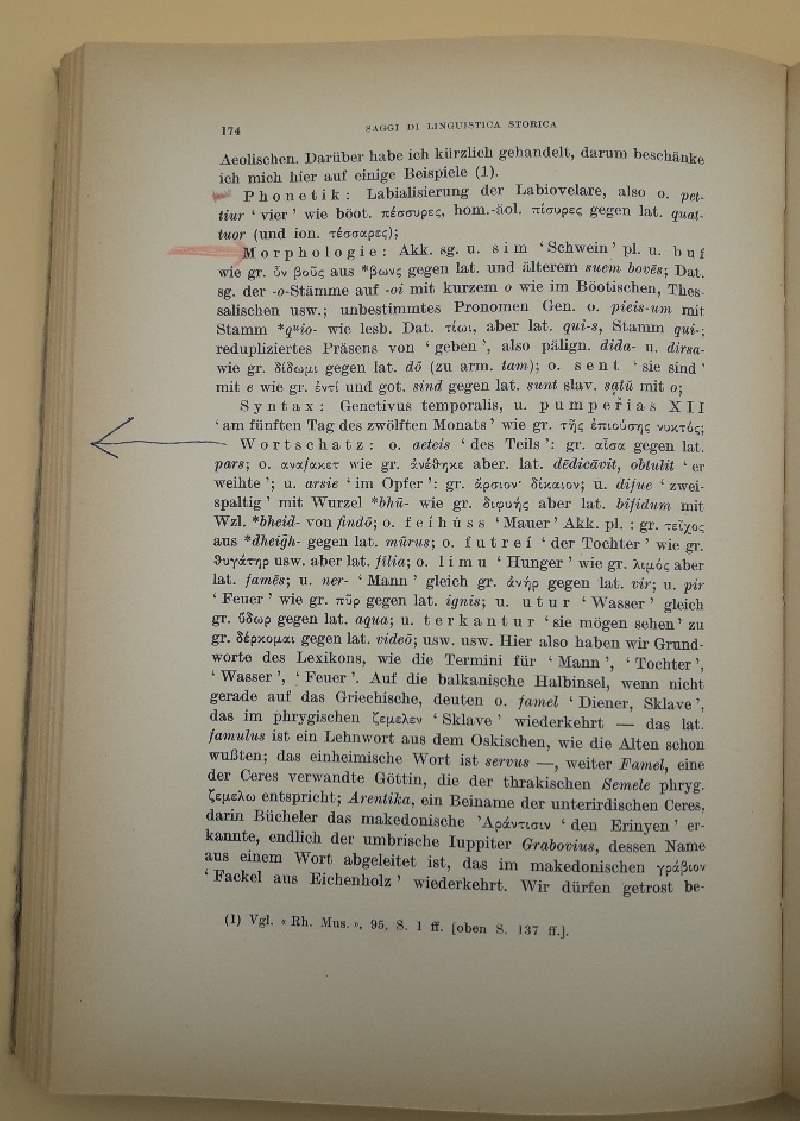 174
SAGGI DI LINGUISTICA STORICA
Aeolischen. Darüber habe ich kürzlich gehandelt, darum beschänke
ich mich hier auf einige Beispiele (1).
Phonetik: Labialisierung der Labiovelare, also o. pet-
tiur ‘ vier ’ wie böot. πέσσυρες, hom.-äol. πίσυρες gegen lat. quat-
tuor (und ion. τέσσαρες);
Morphologie: Akk. sg. u. sim ‘Schwein’ pl. u. buf
wie gr. ὗν βοῦς aus *βωνς gegen lat. und älterem suem bovēs; Dat.
sg. der -o-Stämme auf -oi mit kurzem o wie im Böotischen, Thes-
salischen usw.; unbestimmtes Pronomen Gen. o. pieis-um mit
Stamm *qᵘio- wie lesb. Dat. τίωι, aber lat. qui-s, Stamm qui-;
redupliziertes Präsens von ‘ geben ’, also pälign. dida- u. dirsa-
wie gr. δίδωμι gegen lat. dō (zu arm. tam); o. sent ‘ sie sind ’
mit e wie gr. ἐντί und got. sind gegen lat. sunt slav. sątŭ mit o;
Syntax: Genetivus temporalis, u. pumpeřias XII
‘ am fünften Tag des zwölften Monats ’ wie gr. τῆς ἐπιούσης νυκτός;
Wortschatz: o. aeteis ‘ des Teils ’: gr. αἶσα gegen lat.
pars; o. αναfακετ wie gr. ἀνέθηκε aber. lat. dēdicāvit, obtulit ‘ er
weihte ’; u. arsie ‘ im Opfer ’: gr. ἄρσιον· δίκαιον; u. difue ‘ zwei-
spaltig ’ mit Wurzel *bhū- wie gr. διφυής aber lat. bifidum mit
Wzl. *bheid- von findō; o. feíhúss ‘ Mauer ’ Akk. pl. : gr. τεῖχος
aus *dheiĝh- gegen lat. mūrus; o. futreí ‘ der Tochter ’ wie gr.
θυγάτηρ usw. aber lat. fīlia; o. limu ‘ Hunger ’ wie gr. λιμός aber
lat. famēs; u. ner- ‘ Mann ’ gleich gr. ἀνήρ gegen lat. vir; u. pir
‘ Feuer ’ wie gr. πῦρ gegen lat. ignis; u. utur ‘ Wasser ’ gleich
gr. ὕδωρ gegen lat. aqua; u. terkantur ‘ sie mögen sehen ’ zu
gr. δέρκομαι gegen lat. videō; usw. usw. Hier also haben wir Grund-
worte des Lexikons, wie die Termini für ‘ Mann ’, ‘ Tochter ’,
‘ Wasser ’, ‘ Feuer ’. Auf die balkanische Halbinsel, wenn nicht
gerade auf das Griechische, deuten o. famel ‘ Diener, Sklave ’,
das im phrygischen ζεμελεν ‘ Sklave ’ wiederkehrt — das lat.
famulus ist ein Lehnwort aus dem Oskischen, wie die Alten schon
wußten; das einheimische Wort ist servus —, weiter Famel, eine
der Ceres verwandte Göttin, die der thrakischen Semele phryg.
ζεμελω entspricht; Arentika, ein Beiname der unterirdischen Ceres,
darin Bücheler das makedonische ’Αράντισιν ‘ den Erinyen ’ er-
kannte, endlich der umbrische Iuppiter Grabovius, dessen Name
aus einem Wort abgeleitet ist, das im makedonischen γράβιον
‘ Fackel aus Eichenholz ’ wiederkehrt. Wir dürfen getrost be-
(1) Vgl. « Rh. Mus. », 95, S. 1 ff. [oben S. 137 ff.].